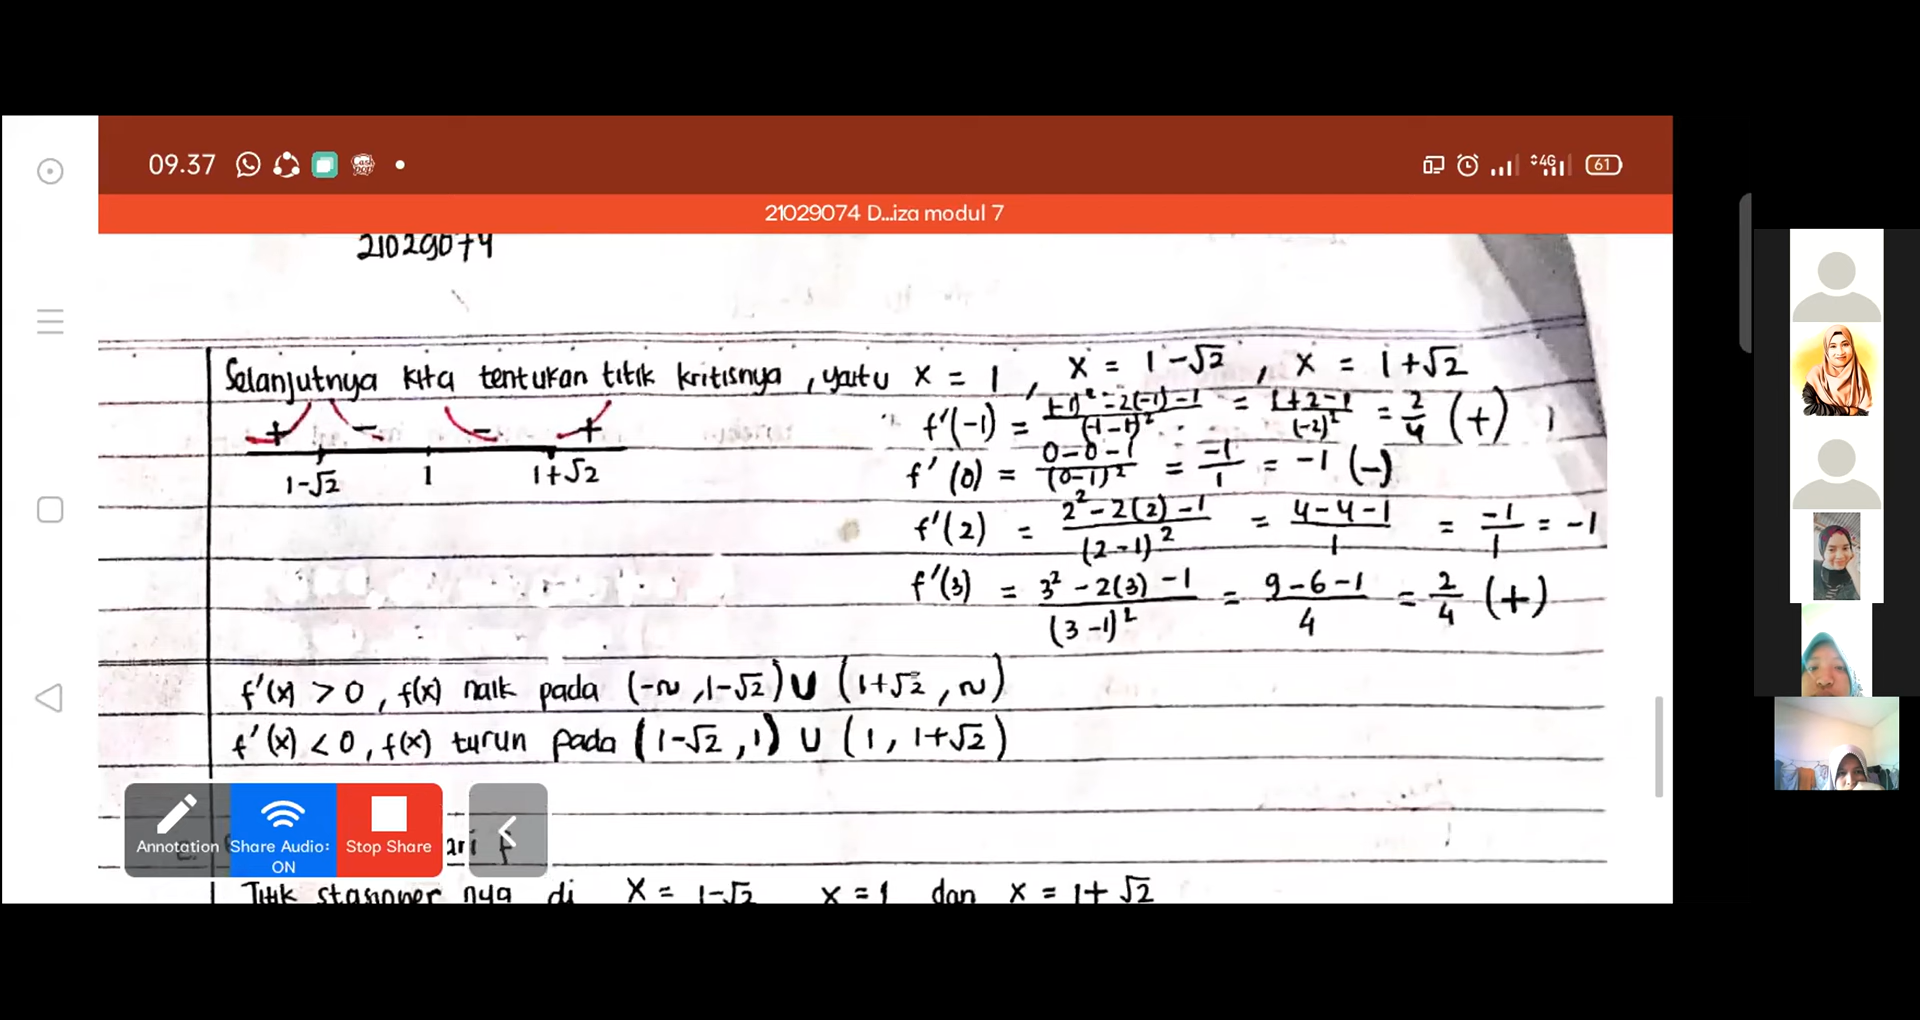 09.37
4G
61
21029074 D...iza modul 7
21029074
Selanjutnya kita tentukan titik kritisnya, yaitu x = 1, x = 1-√2, x = 1+√2
+ - - +
1-√2 1 1+√2
f'(-1) = (-1)² - 2(-1) - 1 / (-1-1)² = 1+2-1 / (-2)² = 2/4 (+)
f'(0) = 0-0-1 / (0-1)² = -1/1 = -1 (-)
f'(2) = 2² - 2(2) - 1 / (2-1)² = 4-4-1 / 1 = -1/1 = -1
f'(3) = 3² - 2(3) - 1 / (3-1)² = 9-6-1 / 4 = 2/4 (+)
f'(x) > 0, f(x) naik pada (-~, 1-√2) U (1+√2, ~)
f'(x) < 0, f(x) turun pada (1-√2, 1) U (1, 1+√2)
Annotation
Share Audio: ON
Stop Share
ari f
Titik stasioner nya di x = 1-√2 x = 1 dan x = 1+√2